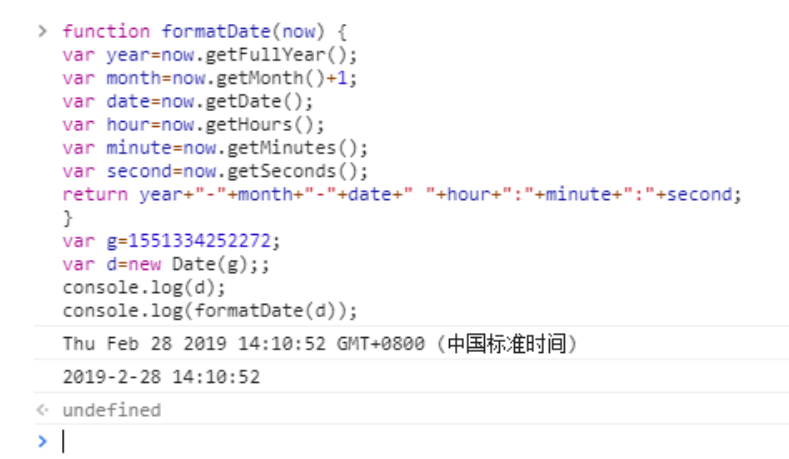 > function formatDate(now) {
var year=now.getFullYear();
var month=now.getMonth()+1;
var date=now.getDate();
var hour=now.getHours();
var minute=now.getMinutes();
var second=now.getSeconds();
return year+"-"+month+"-"+date+" "+hour+":"+minute+":"+second;
}
var g=1551334252272;
var d=new Date(g);;
console.log(d);
console.log(formatDate(d));
Thu Feb 28 2019 14:10:52 GMT+0800 (中国标准时间)
2019-2-28 14:10:52
undefined
>